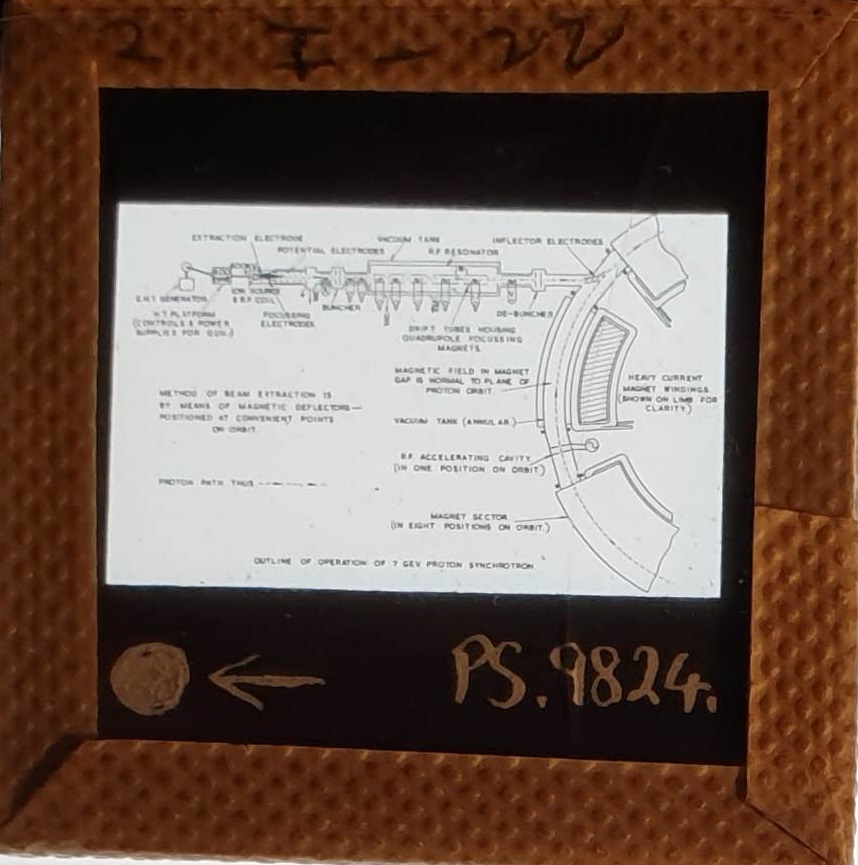 2 I - 22
EXTRACTION ELECTRODE
POTENTIAL ELECTRODES
VACUUM TANK
R.F. RESONATOR
INFLECTOR ELECTRODES
E.H.T. GENERATOR
H.T. PLATFORM
(CONTROLS & POWER
SUPPLIES FOR GUN.)
ION SOURCE
& R.F. COIL
FOCUSSING
ELECTRODES
BUNCHER
DRIFT TUBES HOUSING
QUADRUPOLE FOCUSSING
MAGNETS
DE-BUNCHER
MAGNETIC FIELD IN MAGNET
GAP IS NORMAL TO PLANE OF
PROTON ORBIT.
HEAVY CURRENT
MAGNET WINDINGS
(SHOWN ON LIMB FOR
CLARITY.)
METHOD OF BEAM EXTRACTION IS
BY MEANS OF MAGNETIC DEFLECTORS—
POSITIONED AT CONVENIENT POINTS
ON ORBIT.
VACUUM TANK (ANNULAR.)
R.F. ACCELERATING CAVITY
(IN ONE POSITION ON ORBIT.)
PROTON PATH THUS
MAGNET SECTOR
(IN EIGHT POSITIONS ON ORBIT.)
OUTLINE OF OPERATION OF 7 GEV PROTON SYNCHROTRON
PS.9824.